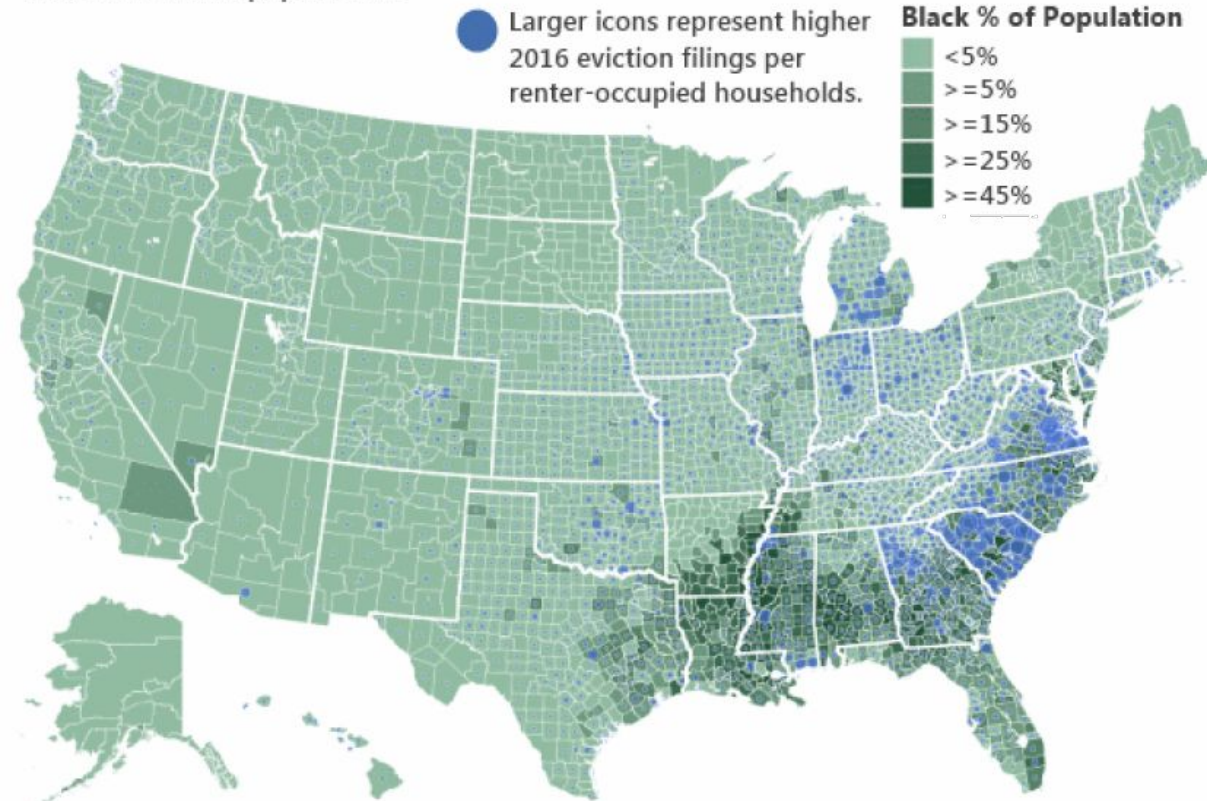 Larger icons represent higher
2016 eviction filings per
renter-occupied households.
Black % of Population
<5%
>=5%
>=15%
>=25%
>=45%